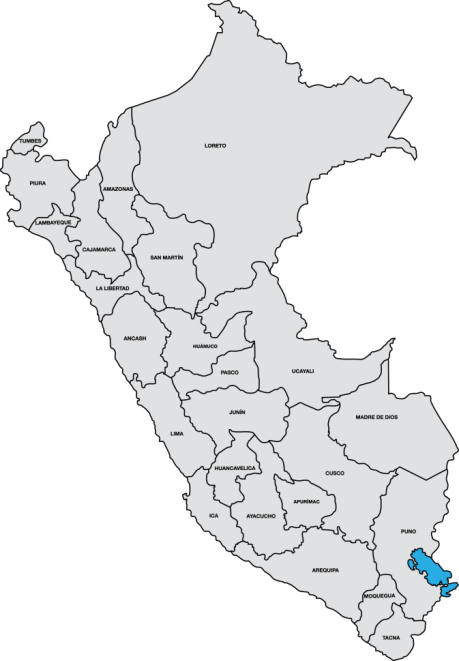 LORETO
TUMBES
PIURA
AMAZONAS
LAMBAYEQUE
CAJAMARCA
SAN MARTÍN
LA LIBERTAD
ANCASH
HUÁNUCO
PASCO
UCAYALI
JUNÍN
MADRE DE DIOS
LIMA
HUANCAVELICA
CUSCO
APURÍMAC
ICA
AYACUCHO
PUNO
AREQUIPA
MOQUEGUA
TACNA